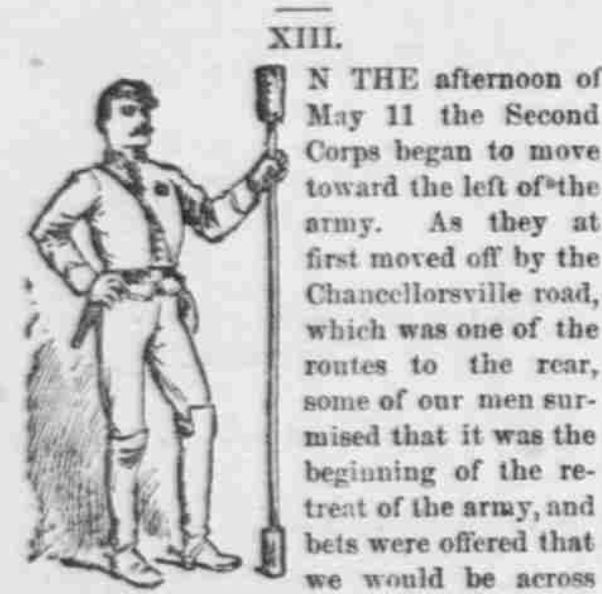 XIII.
N THE afternoon of
May 11 the Second
Corps began to move
toward the left of the
army. As they at
first moved off by the
Chancellorsville road,
which was one of the
routes to the rear,
some of our men sur-
mised that it was the
beginning of the re-
treat of the army, and
bets were offered that
we would be across